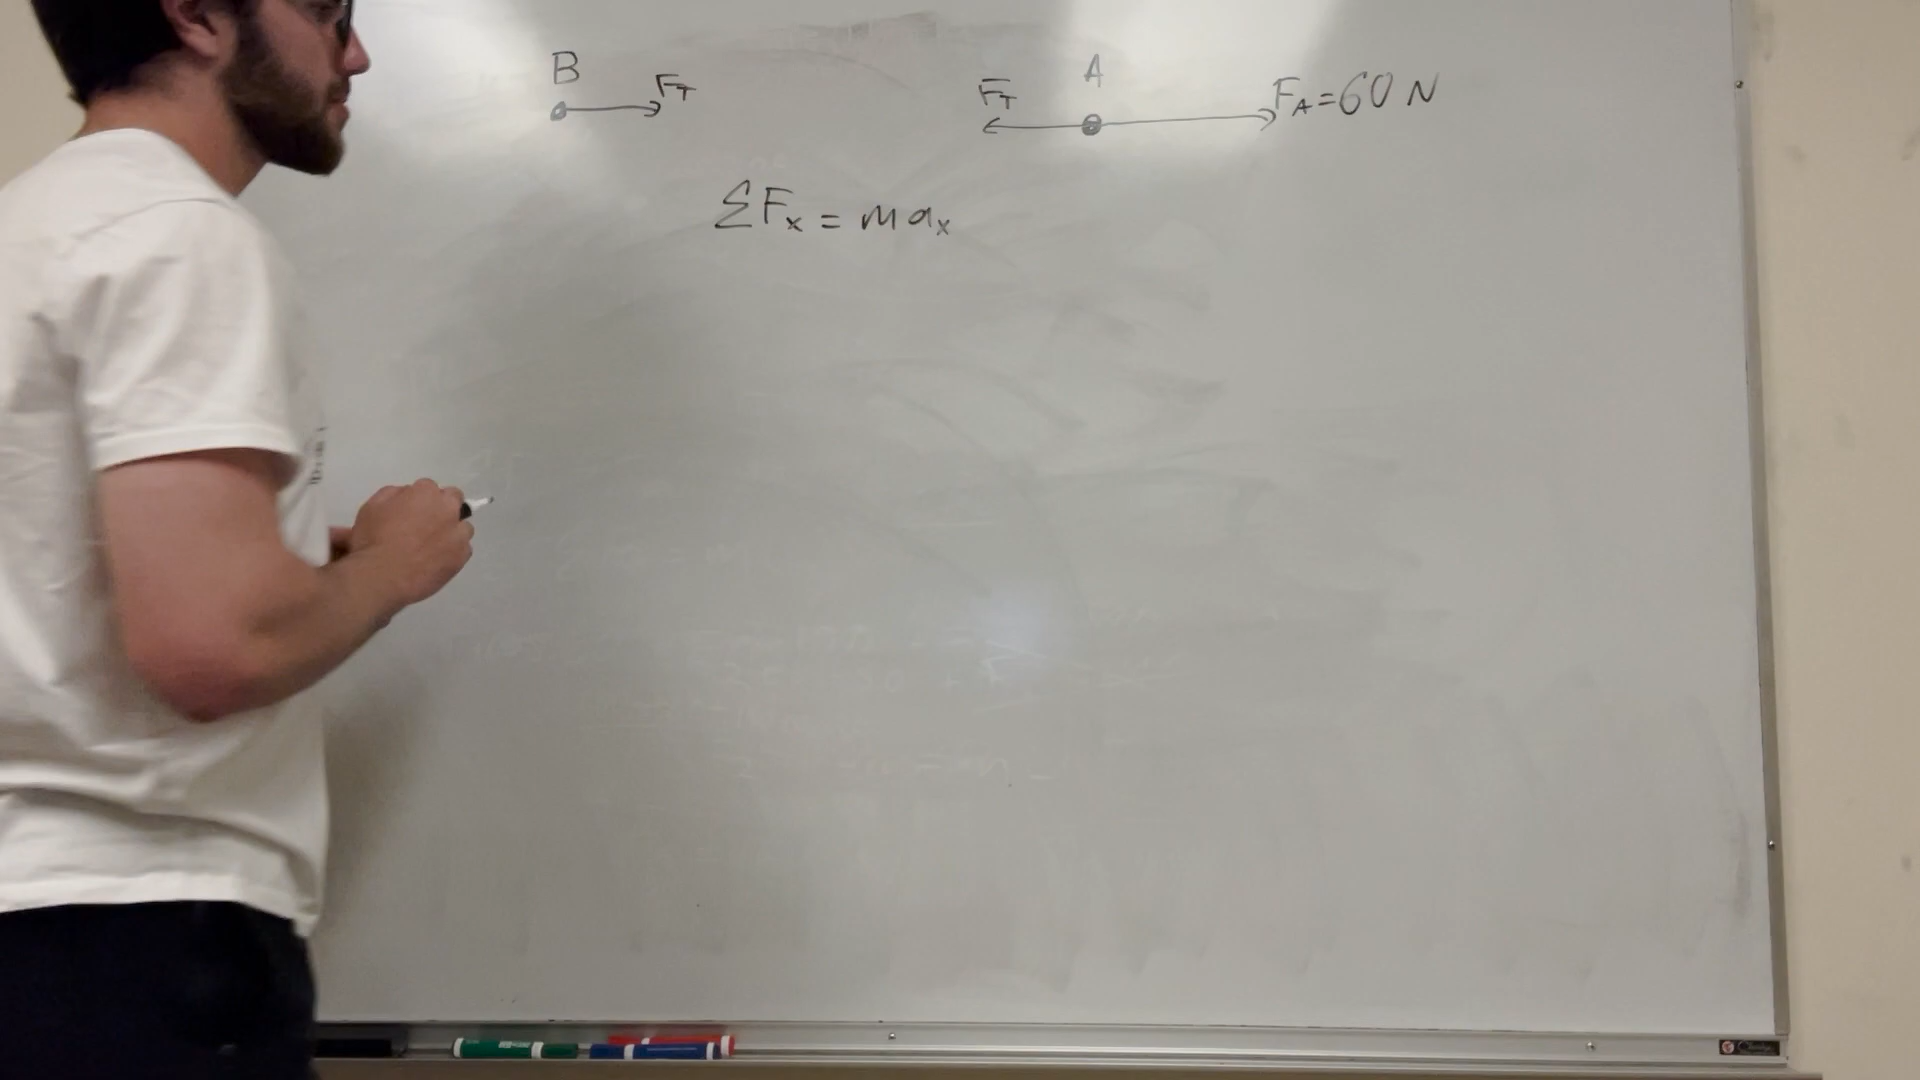 B
F_T
F_T
A
F_A=60 N
ΣF_x = ma_x